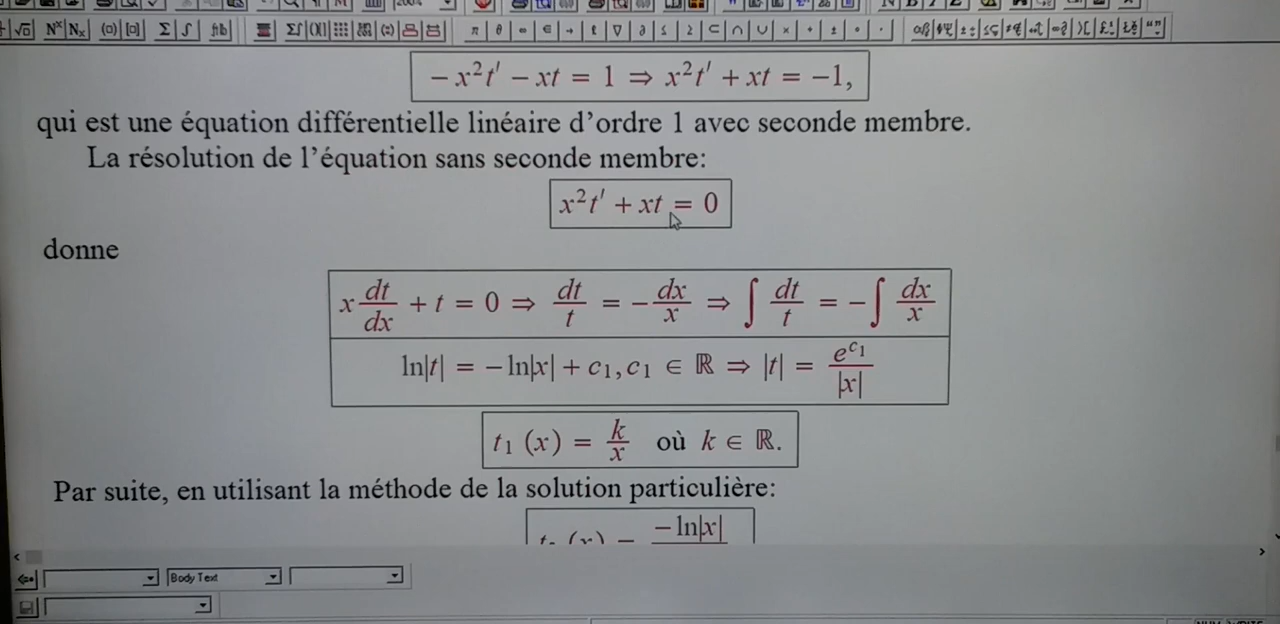 − x²t′ − xt = 1 ⇒ x²t′ + xt = −1,
qui est une équation différentielle linéaire d'ordre 1 avec seconde membre.
La résolution de l'équation sans seconde membre:
x²t′ + xt = 0
donne
x dt/dx + t = 0 ⇒ dt/t = − dx/x ⇒ ∫ dt/t = − ∫ dx/x
ln|t| = − ln|x| + c₁, c₁ ∈ ℝ ⇒ |t| = e^c₁/|x|
t₁ (x) = k/x où k ∈ ℝ.
Par suite, en utilisant la méthode de la solution particulière:
− ln|x|
Body Text